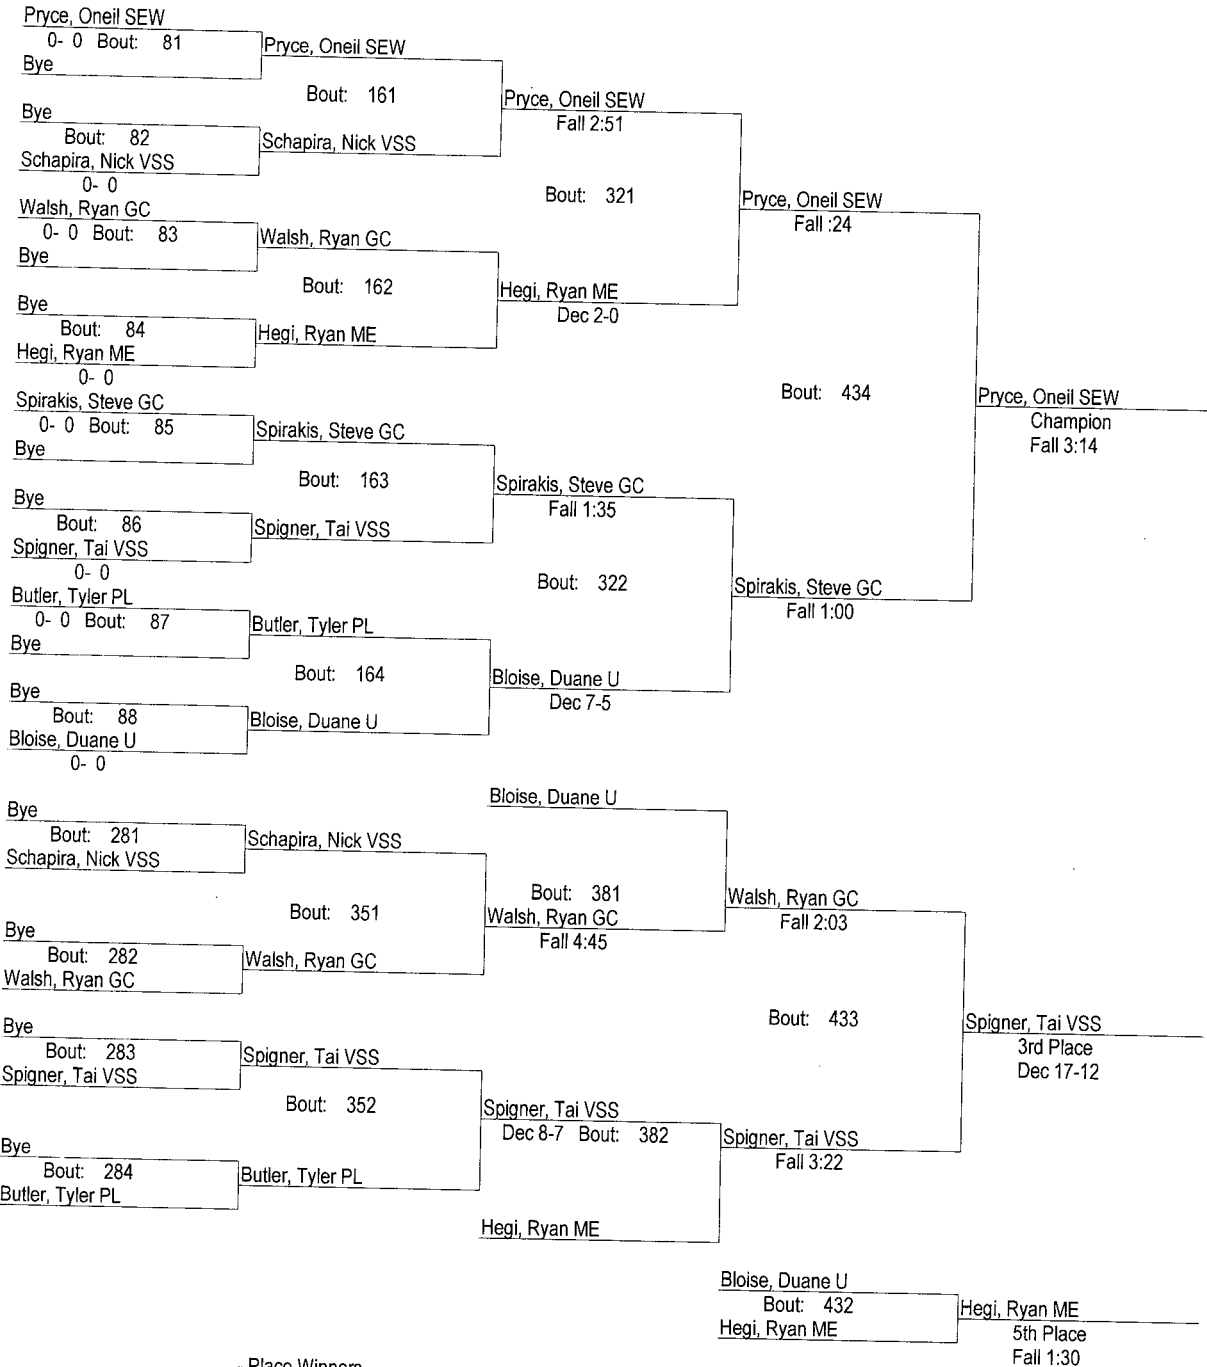 Pryce, Oneil SEW
0- 0 Bout: 81
Bye
Pryce, Oneil SEW
Bout: 161
Bye
Bout: 82
Schapira, Nick VSS
0- 0
Schapira, Nick VSS
Pryce, Oneil SEW
Fall 2:51
Bout: 321
Walsh, Ryan GC
0- 0 Bout: 83
Bye
Walsh, Ryan GC
Bout: 162
Bye
Bout: 84
Hegi, Ryan ME
0- 0
Hegi, Ryan ME
Hegi, Ryan ME
Dec 2-0
Pryce, Oneil SEW
Fall :24
Bout: 434
Spirakis, Steve GC
0- 0 Bout: 85
Bye
Spirakis, Steve GC
Bout: 163
Bye
Bout: 86
Spigner, Tai VSS
0- 0
Spigner, Tai VSS
Spirakis, Steve GC
Fall 1:35
Bout: 322
Butler, Tyler PL
0- 0 Bout: 87
Bye
Butler, Tyler PL
Bout: 164
Bye
Bout: 88
Bloise, Duane U
0- 0
Bloise, Duane U
Bloise, Duane U
Dec 7-5
Spirakis, Steve GC
Fall 1:00
Pryce, Oneil SEW
Champion
Fall 3:14
Bye
Bout: 281
Schapira, Nick VSS
Schapira, Nick VSS
Bout: 351
Bye
Bout: 282
Walsh, Ryan GC
Walsh, Ryan GC
Bloise, Duane U
Bout: 381
Walsh, Ryan GC
Fall 4:45
Walsh, Ryan GC
Fall 2:03
Bout: 433
Bye
Bout: 283
Spigner, Tai VSS
Spigner, Tai VSS
Bout: 352
Bye
Bout: 284
Butler, Tyler PL
Butler, Tyler PL
Spigner, Tai VSS
Dec 8-7 Bout: 382
Hegi, Ryan ME
Spigner, Tai VSS
Fall 3:22
Spigner, Tai VSS
3rd Place
Dec 17-12
Bloise, Duane U
Bout: 432
Hegi, Ryan ME
Hegi, Ryan ME
5th Place
Fall 1:30
Place Winners